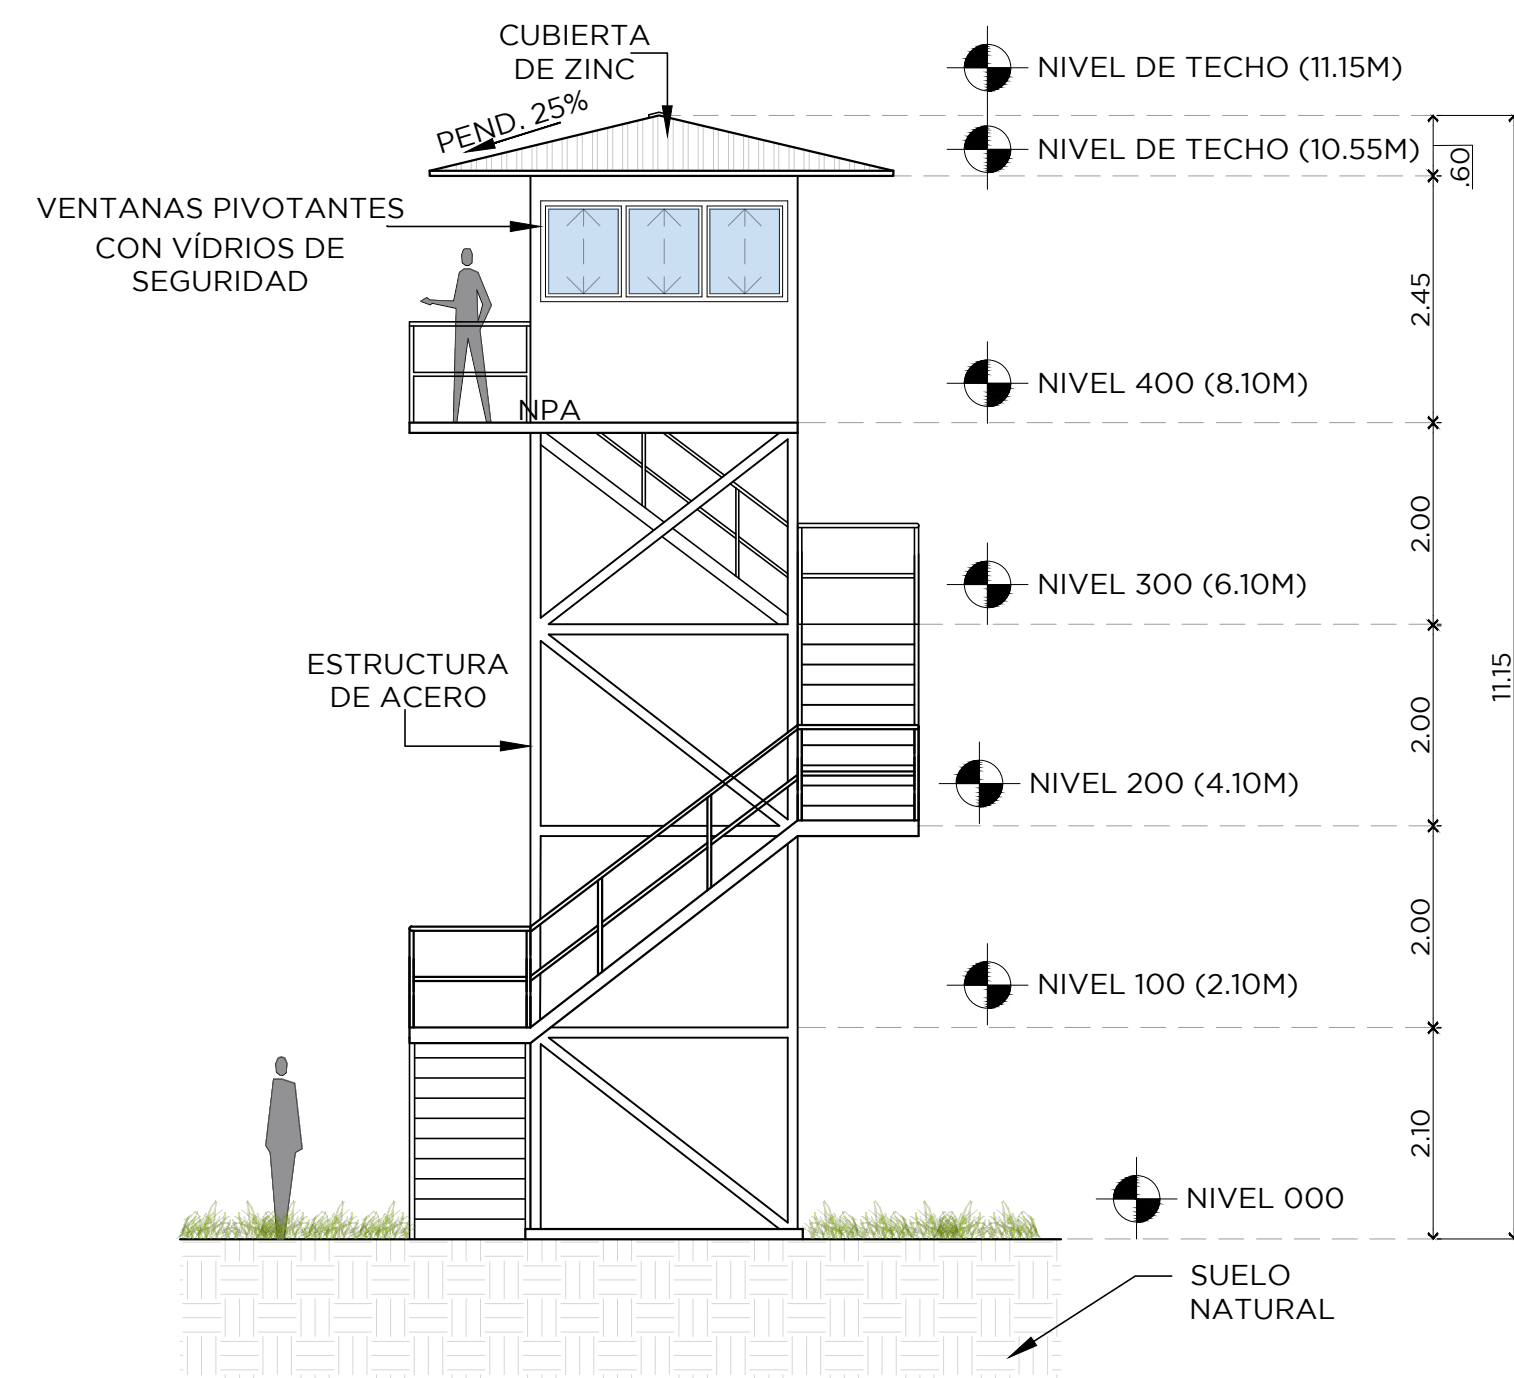 CUBIERTA
DE ZINC
PEND. 25%
VENTANAS PIVOTANTES
CON VÍDRIOS DE
SEGURIDAD
NPA
ESTRUCTURA
DE ACERO
NIVEL DE TECHO (11.15M)
NIVEL DE TECHO (10.55M)
NIVEL 400 (8.10M)
NIVEL 300 (6.10M)
NIVEL 200 (4.10M)
NIVEL 100 (2.10M)
NIVEL 000
SUELO
NATURAL
.60
2.45
2.00
2.00
2.00
2.10
11.15